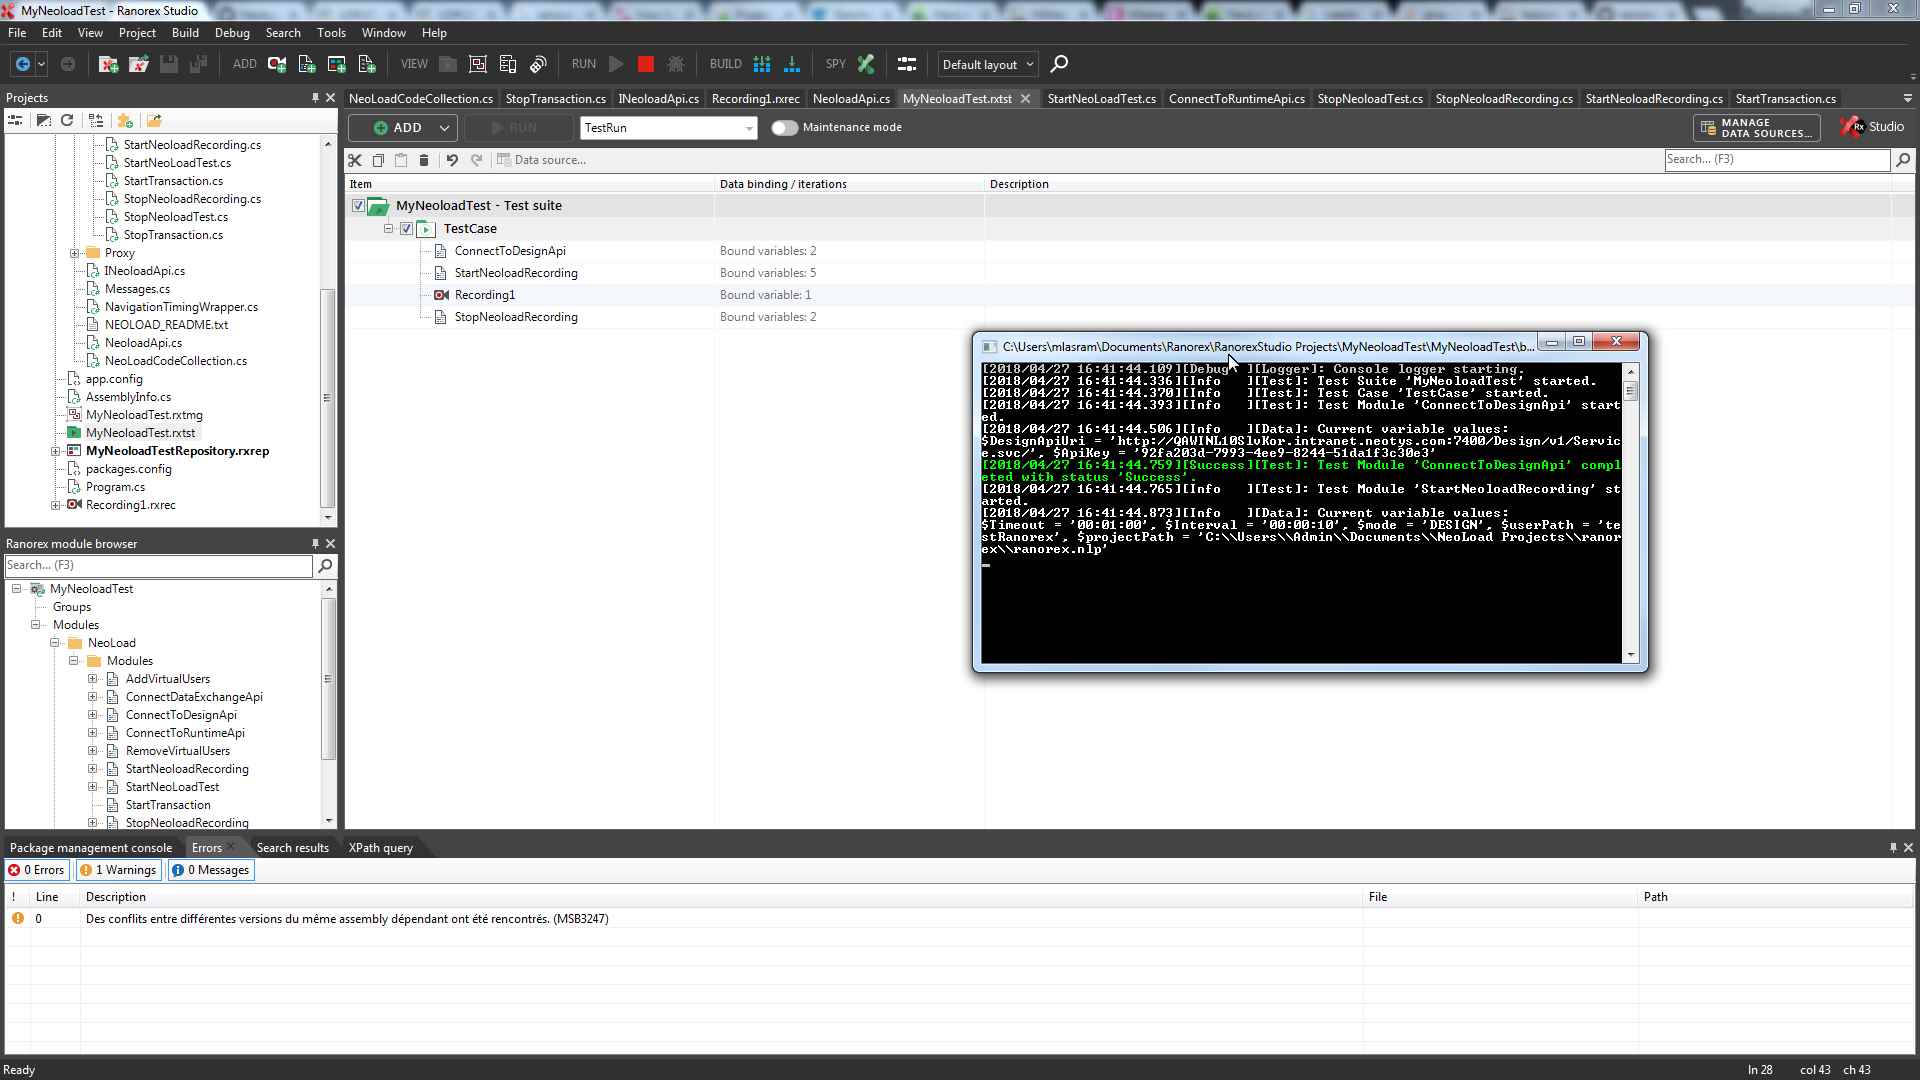 MyNeoloadTest - Ranorex Studio
File Edit View Project Build Debug Search Tools Window Help
ADD VIEW RUN BUILD SPY Default layout
Projects
StartNeoloadRecording.cs
StartNeoLoadTest.cs
StartTransaction.cs
StopNeoloadRecording.cs
StopNeoloadTest.cs
StopTransaction.cs
Proxy
INeoloadApi.cs
Messages.cs
NavigationTimingWrapper.cs
NEOLOAD_README.txt
NeoloadApi.cs
NeoLoadCodeCollection.cs
app.config
AssemblyInfo.cs
MyNeoloadTest.rxtmg
MyNeoloadTest.rxtst
MyNeoloadTestRepository.rxrep
packages.config
Program.cs
Recording1.rxrec
Ranorex module browser
Search... (F3)
MyNeoloadTest
Groups
Modules
NeoLoad
Modules
AddVirtualUsers
ConnectDataExchangeApi
ConnectToDesignApi
ConnectToRuntimeApi
RemoveVirtualUsers
StartNeoloadRecording
StartNeoLoadTest
StartTransaction
StopNeoloadRecording
NeoLoadCodeCollection.cs StopTransaction.cs INeoloadApi.cs Recording1.rxrec NeoloadApi.cs MyNeoloadTest.rxtst StartNeoLoadTest.cs ConnectToRuntimeApi.cs StopNeoloadTest.cs StopNeoloadRecording.cs StartNeoloadRecording.cs StartTransaction.cs
ADD RUN TestRun Maintenance mode MANAGE
DATA SOURCES... Rx Studio
Data source... Search... (F3)
Item Data binding / iterations Description
MyNeoloadTest - Test suite
TestCase
ConnectToDesignApi Bound variables: 2
StartNeoloadRecording Bound variables: 5
Recording1 Bound variable: 1
StopNeoloadRecording Bound variables: 2
C:\Users\mlasram\Documents\Ranorex\RanorexStudio Projects\MyNeoloadTest\MyNeoloadTest\b...
[2018/04/27 16:41:44.109][Debug ][Logger]: Console logger starting.
[2018/04/27 16:41:44.336][Info ][Test]: Test Suite 'MyNeoloadTest' started.
[2018/04/27 16:41:44.370][Info ][Test]: Test Case 'TestCase' started.
[2018/04/27 16:41:44.393][Info ][Test]: Test Module 'ConnectToDesignApi' start
ed.
[2018/04/27 16:41:44.506][Info ][Data]: Current variable values:
$DesignApiUri = 'http://QAWINL10SlvKor.intranet.neotys.com:7400/Design/v1/Servic
e.svc/', $ApiKey = '92fa203d-7993-4ee9-8244-51da1f3c30e3'
[2018/04/27 16:41:44.759][Success][Test]: Test Module 'ConnectToDesignApi' compl
eted with status 'Success'.
[2018/04/27 16:41:44.765][Info ][Test]: Test Module 'StartNeoloadRecording' st
arted.
[2018/04/27 16:41:44.873][Info ][Data]: Current variable values:
$Timeout = '00:01:00', $Interval = '00:00:10', $mode = 'DESIGN', $userPath = 'te
stRanorex', $projectPath = 'C:\\Users\\Admin\\Documents\\NeoLoad Projects\\ranor
ex\\ranorex.nlp'
Package management console Errors Search results XPath query
0 Errors 1 Warnings 0 Messages
! Line Description File Path
0 Des conflits entre différentes versions du même assembly dépendant ont été rencontrés. (MSB3247)
Ready ln 28 col 43 ch 43